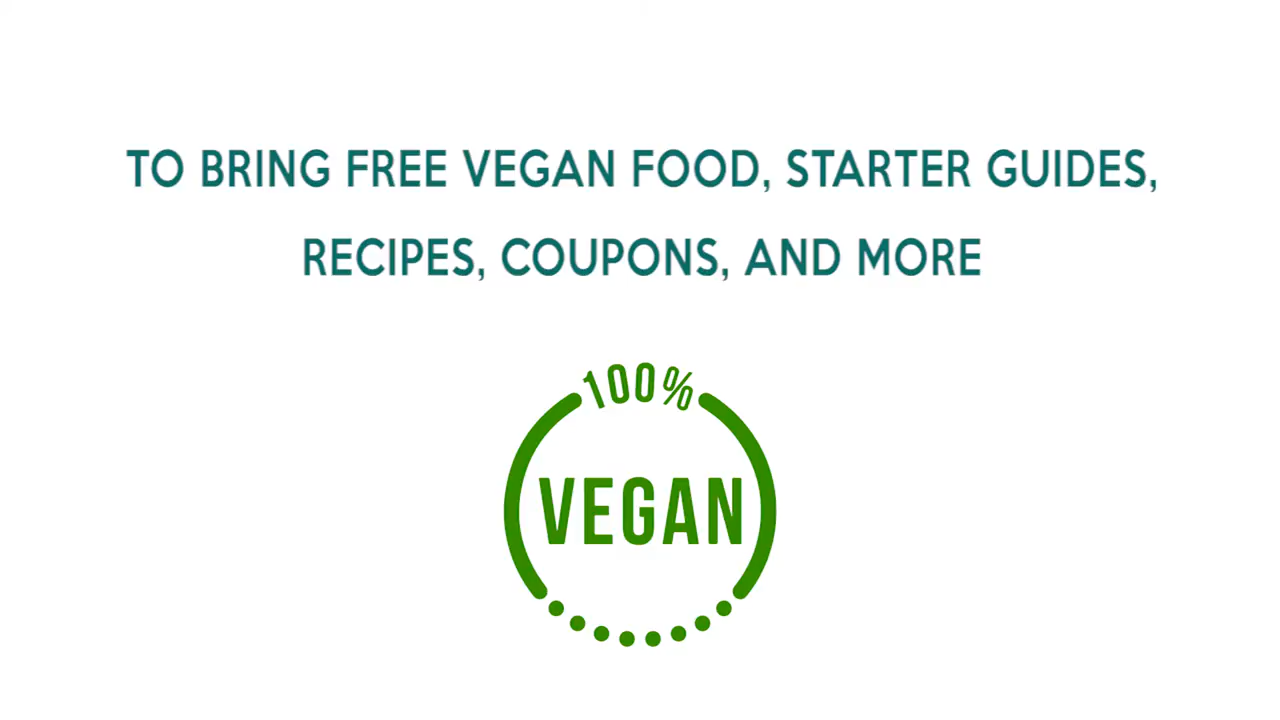 TO BRING FREE VEGAN FOOD, STARTER GUIDES,
RECIPES, COUPONS, AND MORE
100%
VEGAN